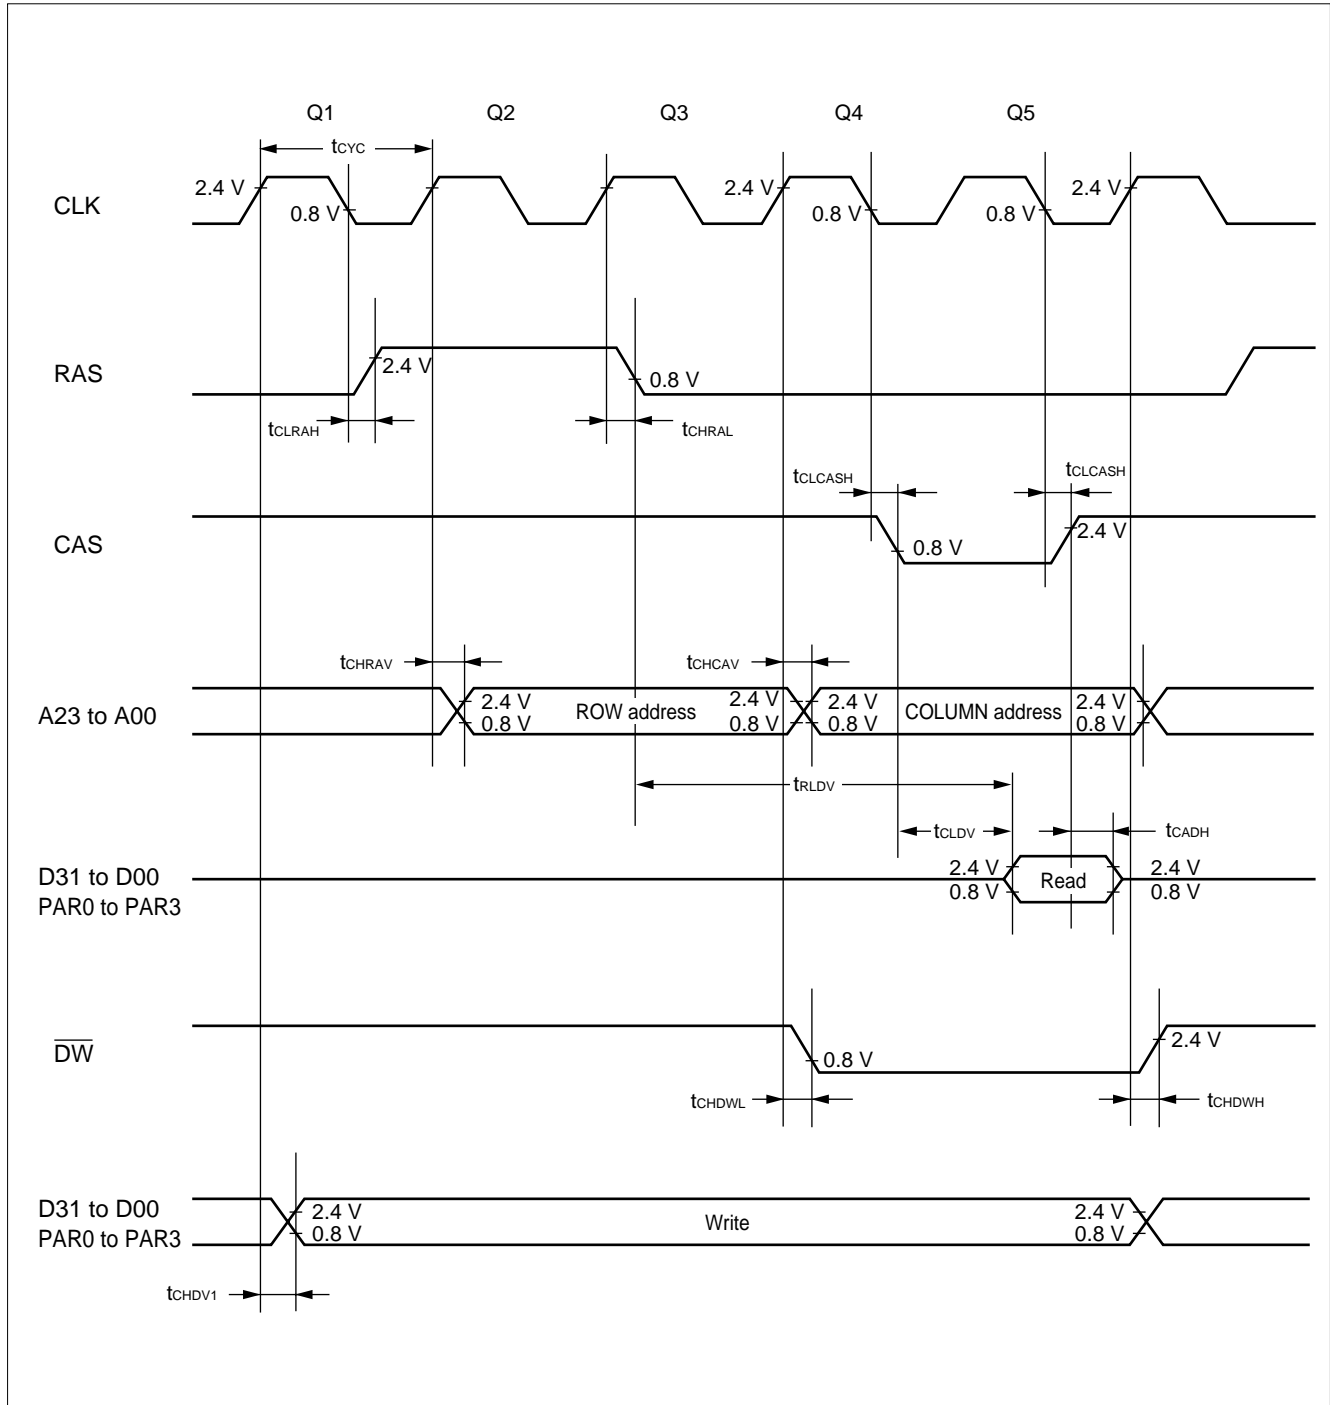 Q1 Q2 Q3 Q4 Q5
tCYC
CLK 2.4 V 0.8 V 2.4 V 0.8 V 0.8 V 2.4 V
RAS 2.4 V 0.8 V
tCLRAH tCHRAL
tCLCASH tCLCASH
CAS 0.8 V 2.4 V
tCHRAV tCHCAV
A23 to A00 2.4 V ROW address 2.4 V 2.4 V COLUMN address 2.4 V
0.8 V 0.8 V 0.8 V 0.8 V
tRLDV
tCLDV tCADH
D31 to D00 2.4 V Read 2.4 V
PAR0 to PAR3 0.8 V 0.8 V
DW 0.8 V 2.4 V
tCHDWL tCHDWH
D31 to D00 2.4 V Write 2.4 V
PAR0 to PAR3 0.8 V 0.8 V
tCHDV1